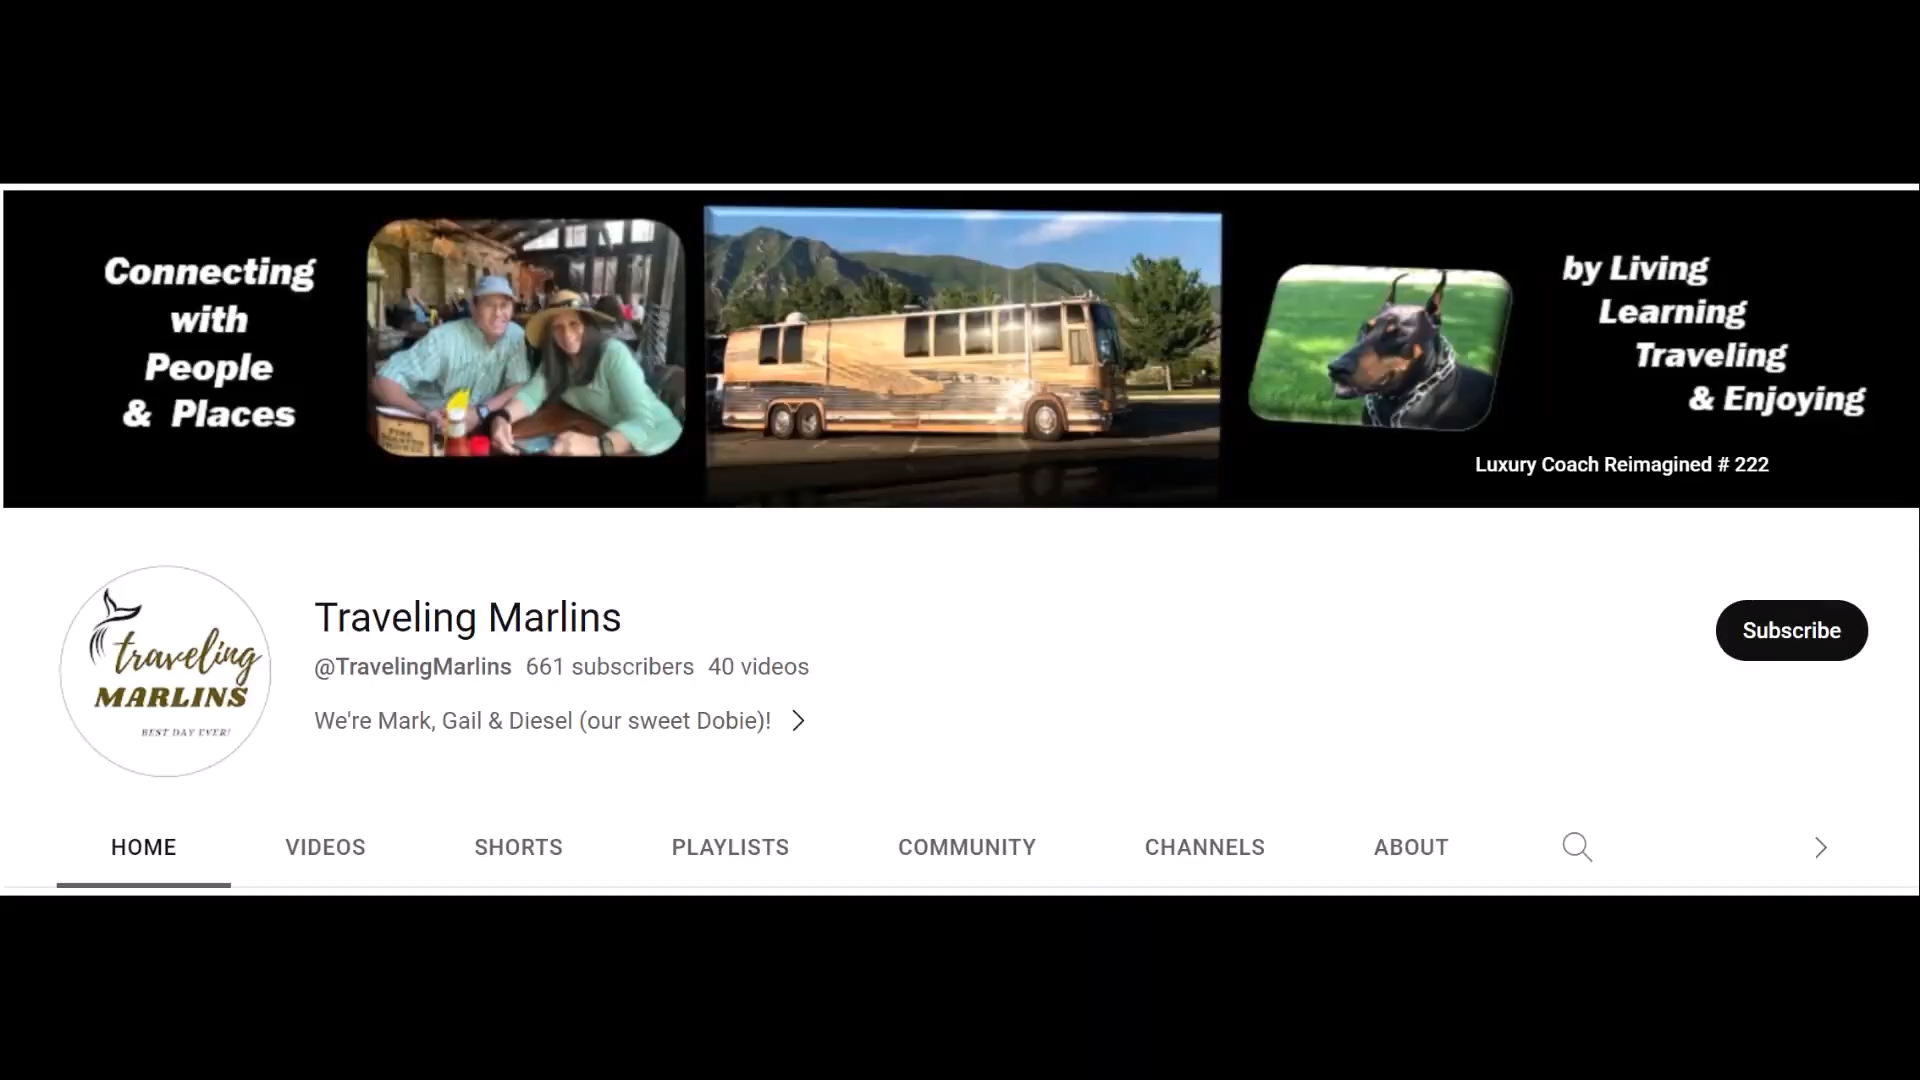 Connecting
with
People
& Places
by Living
Learning
Traveling
& Enjoying
Luxury Coach Reimagined # 222
traveling
MARLINS
BEST DAY EVER!
Traveling Marlins
@TravelingMarlins 661 subscribers 40 videos
We're Mark, Gail & Diesel (our sweet Dobie)!
Subscribe
HOME VIDEOS SHORTS PLAYLISTS COMMUNITY CHANNELS ABOUT